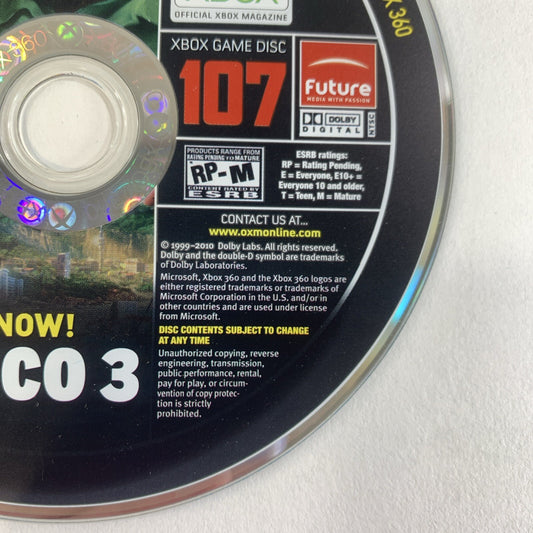 XBOX
OFFICIAL XBOX MAGAZINE
XBOX 360
XBOX GAME DISC
107
Future
MEDIA WITH PASSION
DOLBY
DIGITAL
NTSC
PRODUCTS RANGE FROM
RATING PENDING TO MATURE
RP-M
CONTENT RATED BY
ESRB
ESRB ratings:
RP = Rating Pending,
E = Everyone, E10+ =
Everyone 10 and older,
T = Teen, M = Mature
CONTACT US AT...
www.oxmonline.com
© 1999–2010 Dolby Labs. All rights reserved.
Dolby and the double-D symbol are trademarks
of Dolby Laboratories.
Microsoft, Xbox 360 and the Xbox 360 logos are
either registered trademarks or trademarks of
Microsoft Corporation in the U.S. and/or in
other countries and are used under license
from Microsoft.
DISC CONTENTS SUBJECT TO CHANGE
AT ANY TIME
Unauthorized copying, reverse
engineering, transmission,
public performance, rental,
pay for play, or circum-
vention of copy protec-
tion is strictly
prohibited.
NOW!
CO 3